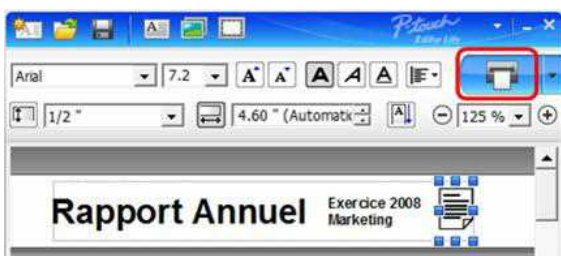 P-touch
Editor Lite
Arial 7.2 A A A A A
1/2 " 4.60 " (Automatic A 125 %
Rapport Annuel
Exercice 2008
Marketing